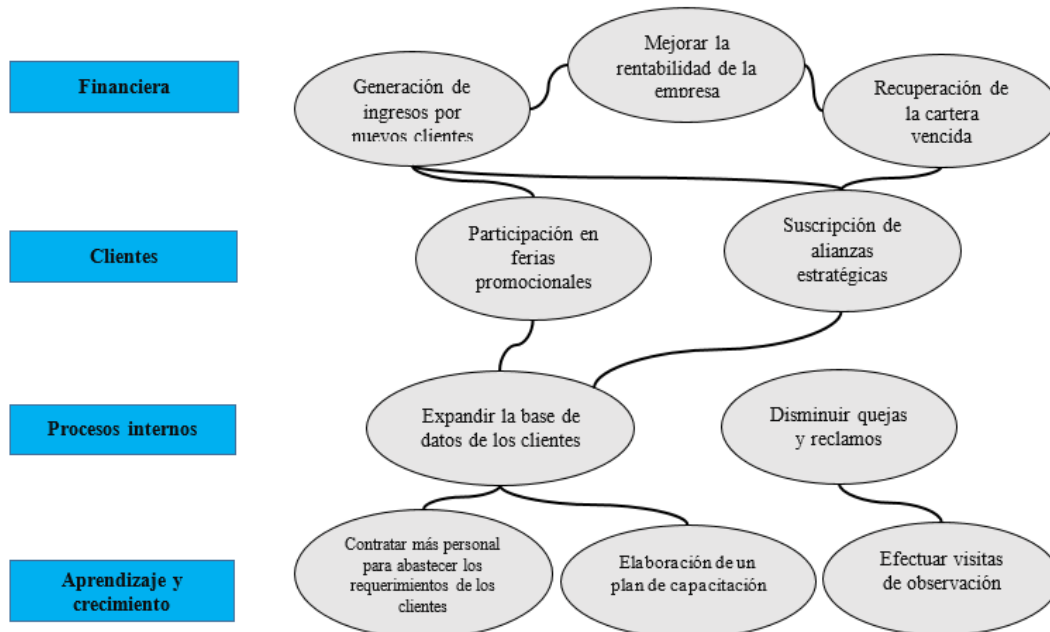 Financiera
Generación de
ingresos por
nuevos clientes
Mejorar la
rentabilidad de la
empresa
Recuperación de
la cartera
vencida
Clientes
Participación en
ferias
promocionales
Suscripción de
alianzas
estratégicas
Procesos internos
Expandir la base de
datos de los clientes
Disminuir quejas
y reclamos
Aprendizaje y
crecimiento
Contratar más personal
para abastecer los
requerimientos de los
clientes
Elaboración de un
plan de capacitación
Efectuar visitas
de observación